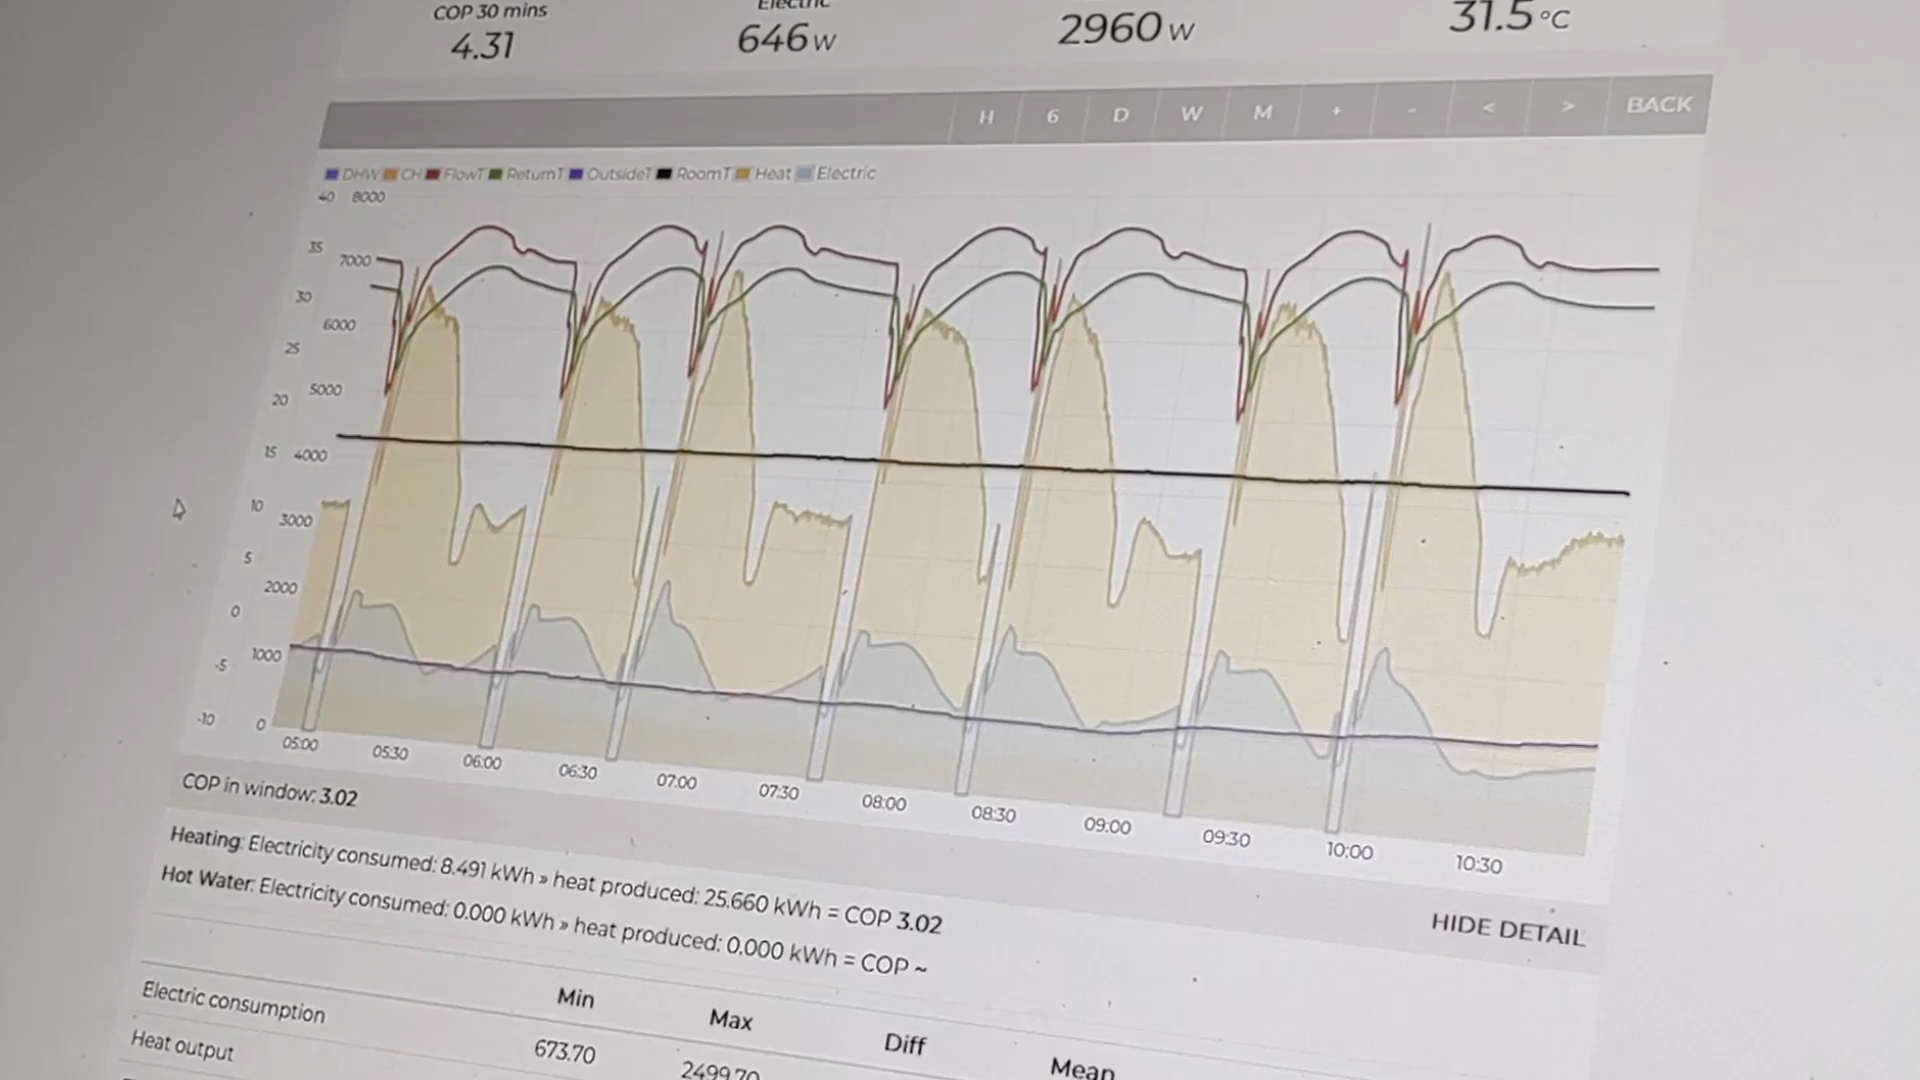 COP 30 mins
Electric
4.31
646 W
2960 W
31.5 °C
H 6 D W M + - < > BACK
DHW CH FlowT ReturnT OutsideT RoomT Heat Electric
40 8000
35 7000
30 6000
25
20 5000
15 4000
10 3000
5 2000
0
-5 1000
-10 0
05:00 05:30 06:00 06:30 07:00 07:30 08:00 08:30 09:00 09:30 10:00 10:30
COP in window: 3.02
Heating: Electricity consumed: 8.491 kWh » heat produced: 25.660 kWh = COP 3.02
Hot Water: Electricity consumed: 0.000 kWh » heat produced: 0.000 kWh = COP ~
HIDE DETAIL
Min Max Diff Mean
Electric consumption 673.70 2499.70
Heat output